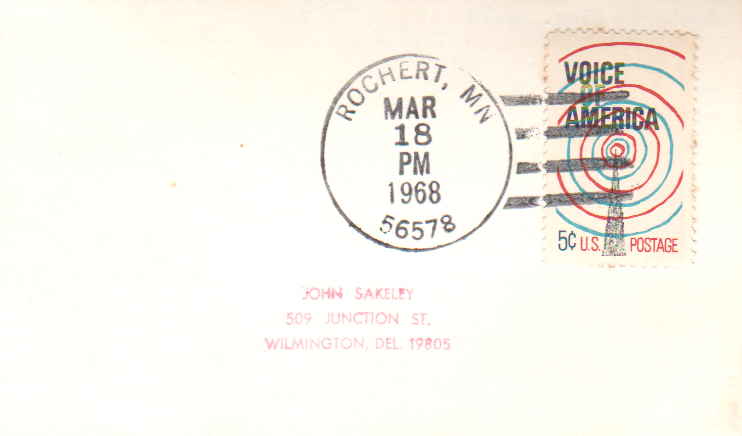 ROCHERT, MN
MAR
18
PM
1968
56578
VOICE
OF
AMERICA
5¢ U.S. POSTAGE
JOHN SAKELEY
509 JUNCTION ST.
WILMINGTON, DEL. 19805